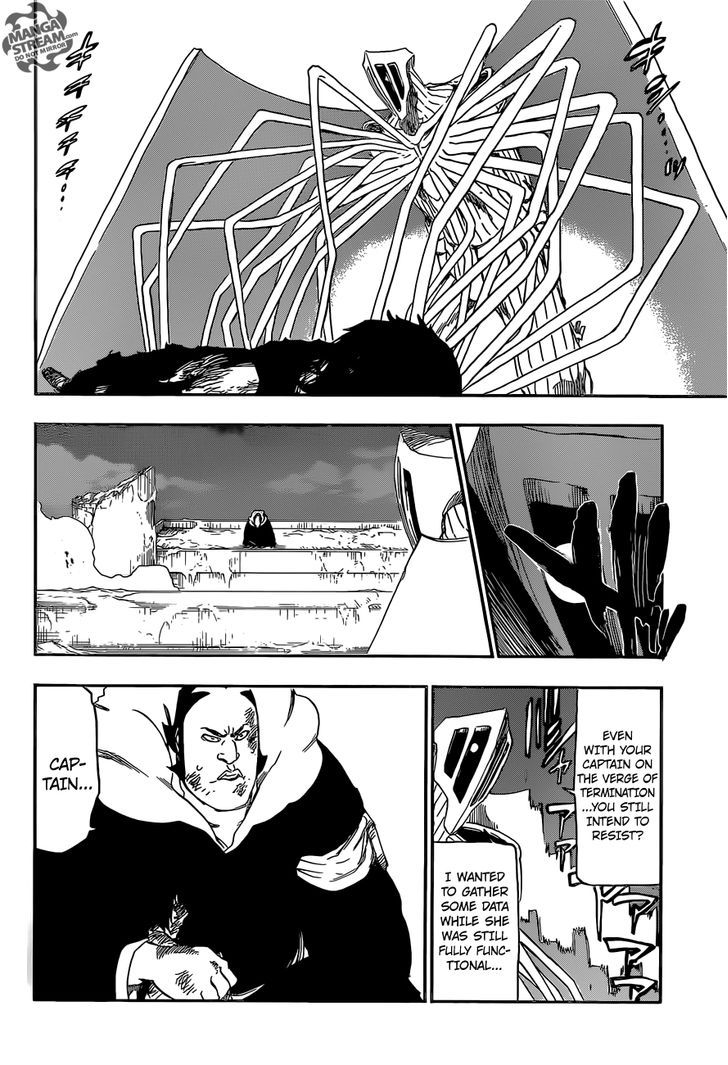 MANGA
STREAM.com
DO NOT MIRROR
EVEN
WITH YOUR
CAPTAIN ON
THE VERGE OF
TERMINATION
...YOU STILL
INTEND TO
RESIST?
I WANTED
TO GATHER
SOME DATA
WHILE SHE
WAS STILL
FULLY FUNC-
TIONAL...
CAP-
TAIN...